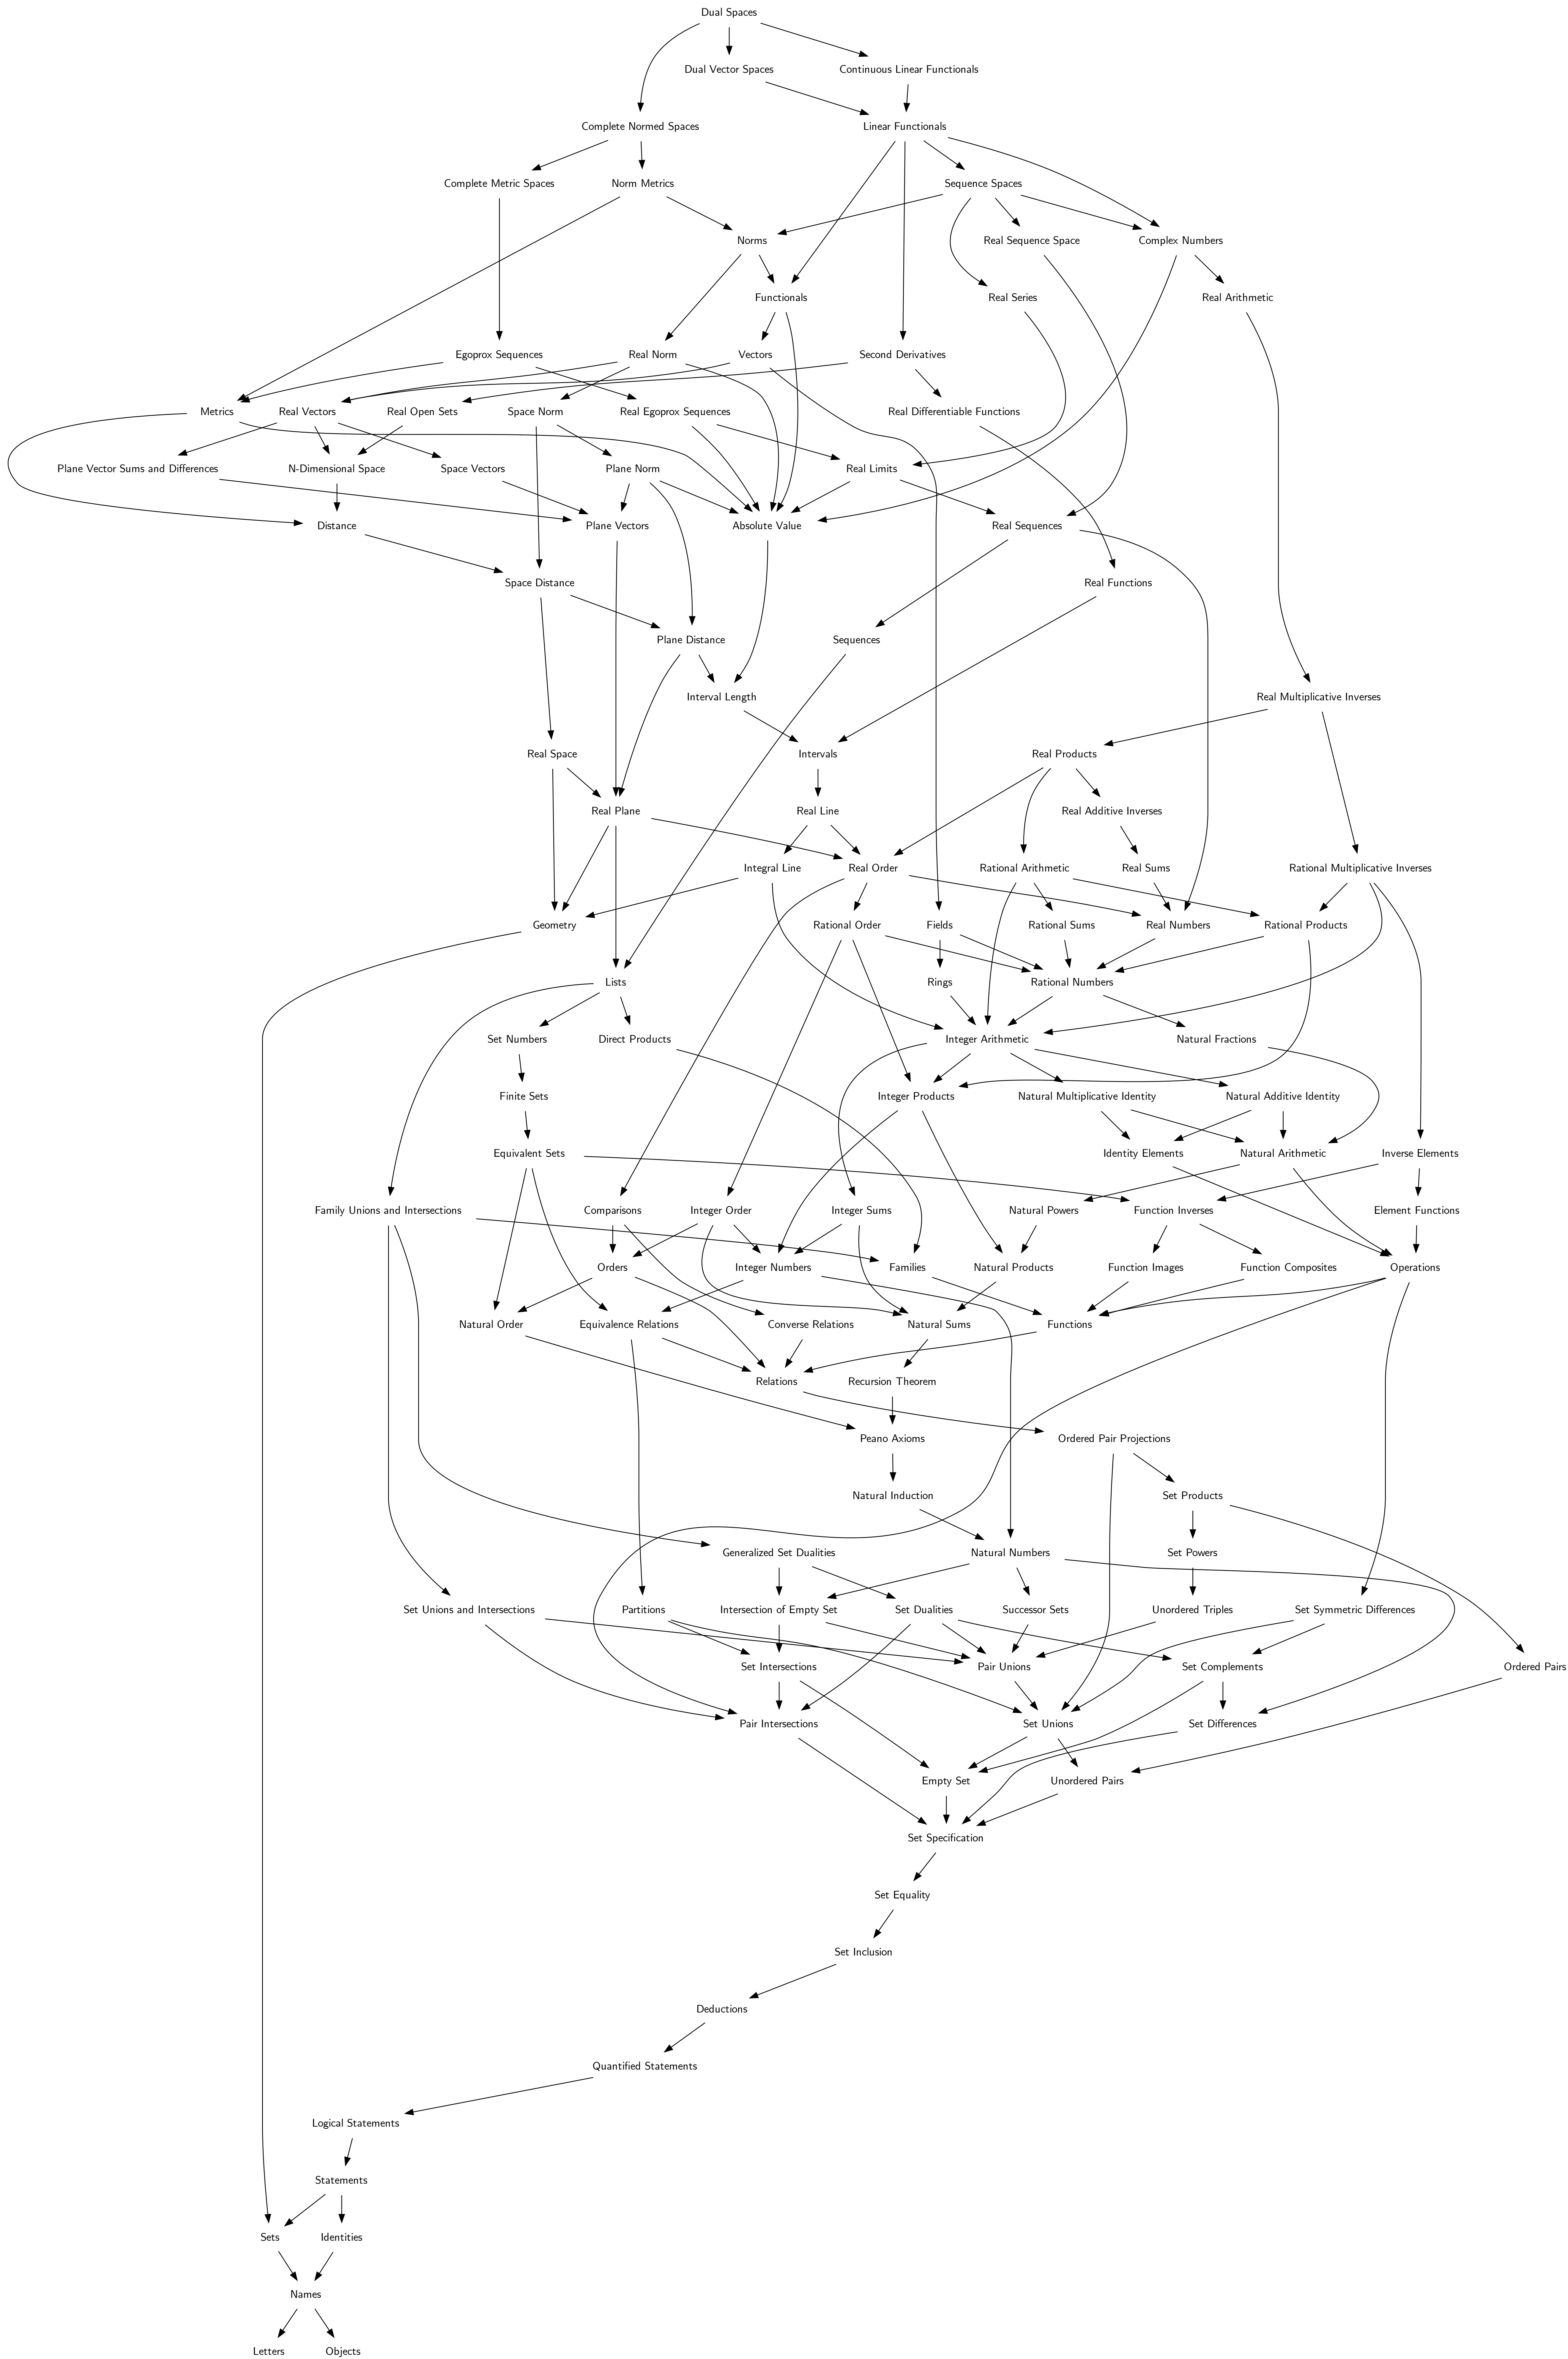 Dual Spaces
Dual Vector Spaces
Continuous Linear Functionals
Complete Normed Spaces
Linear Functionals
Complete Metric Spaces
Norm Metrics
Sequence Spaces
Norms
Real Sequence Space
Complex Numbers
Functionals
Real Series
Real Arithmetic
Egoprox Sequences
Real Norm
Vectors
Second Derivatives
Metrics
Real Vectors
Real Open Sets
Space Norm
Real Egoprox Sequences
Real Differentiable Functions
Plane Vector Sums and Differences
N-Dimensional Space
Space Vectors
Plane Norm
Real Limits
Distance
Plane Vectors
Absolute Value
Real Sequences
Space Distance
Real Functions
Plane Distance
Sequences
Interval Length
Real Multiplicative Inverses
Real Space
Intervals
Real Products
Real Plane
Real Line
Real Additive Inverses
Integral Line
Real Order
Rational Arithmetic
Real Sums
Rational Multiplicative Inverses
Geometry
Rational Order
Fields
Rational Sums
Real Numbers
Rational Products
Lists
Rings
Rational Numbers
Set Numbers
Direct Products
Integer Arithmetic
Natural Fractions
Finite Sets
Integer Products
Natural Multiplicative Identity
Natural Additive Identity
Equivalent Sets
Identity Elements
Natural Arithmetic
Inverse Elements
Family Unions and Intersections
Comparisons
Integer Order
Integer Sums
Natural Powers
Function Inverses
Element Functions
Orders
Integer Numbers
Families
Natural Products
Function Images
Function Composites
Operations
Natural Order
Equivalence Relations
Converse Relations
Natural Sums
Functions
Relations
Recursion Theorem
Peano Axioms
Ordered Pair Projections
Natural Induction
Set Products
Generalized Set Dualities
Natural Numbers
Set Powers
Set Unions and Intersections
Partitions
Intersection of Empty Set
Set Dualities
Successor Sets
Unordered Triples
Set Symmetric Differences
Set Intersections
Pair Unions
Set Complements
Ordered Pairs
Pair Intersections
Set Unions
Set Differences
Empty Set
Unordered Pairs
Set Specification
Set Equality
Set Inclusion
Deductions
Quantified Statements
Logical Statements
Statements
Sets
Identities
Names
Letters
Objects